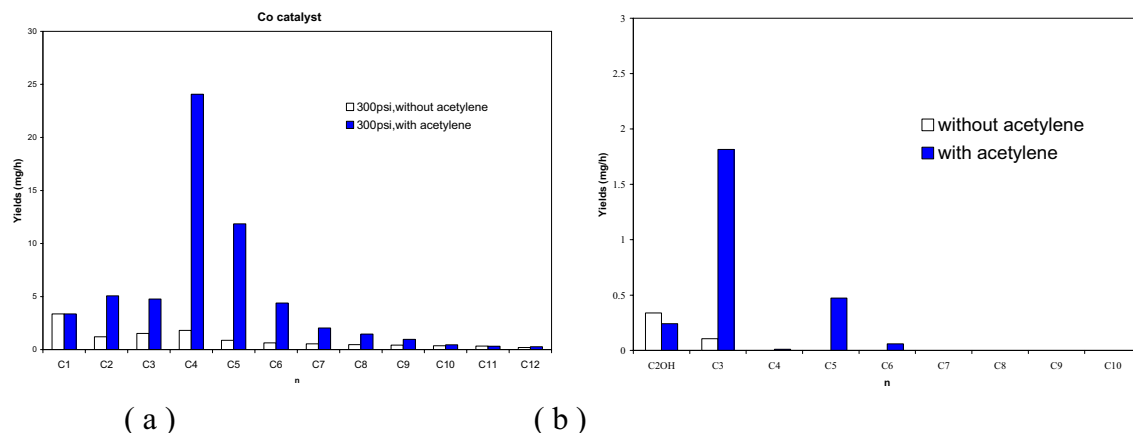 Co catalyst
30
25
20
15
10
5
0
Yields (mg/h)
300psi,without acetylene
300psi,with acetylene
C1 C2 C3 C4 C5 C6 C7 C8 C9 C10 C11 C12
n
( a )
3
2.5
2
1.5
1
0.5
0
Yields (mg/h)
without acetylene
with acetylene
C2OH C3 C4 C5 C6 C7 C8 C9 C10
n
( b )